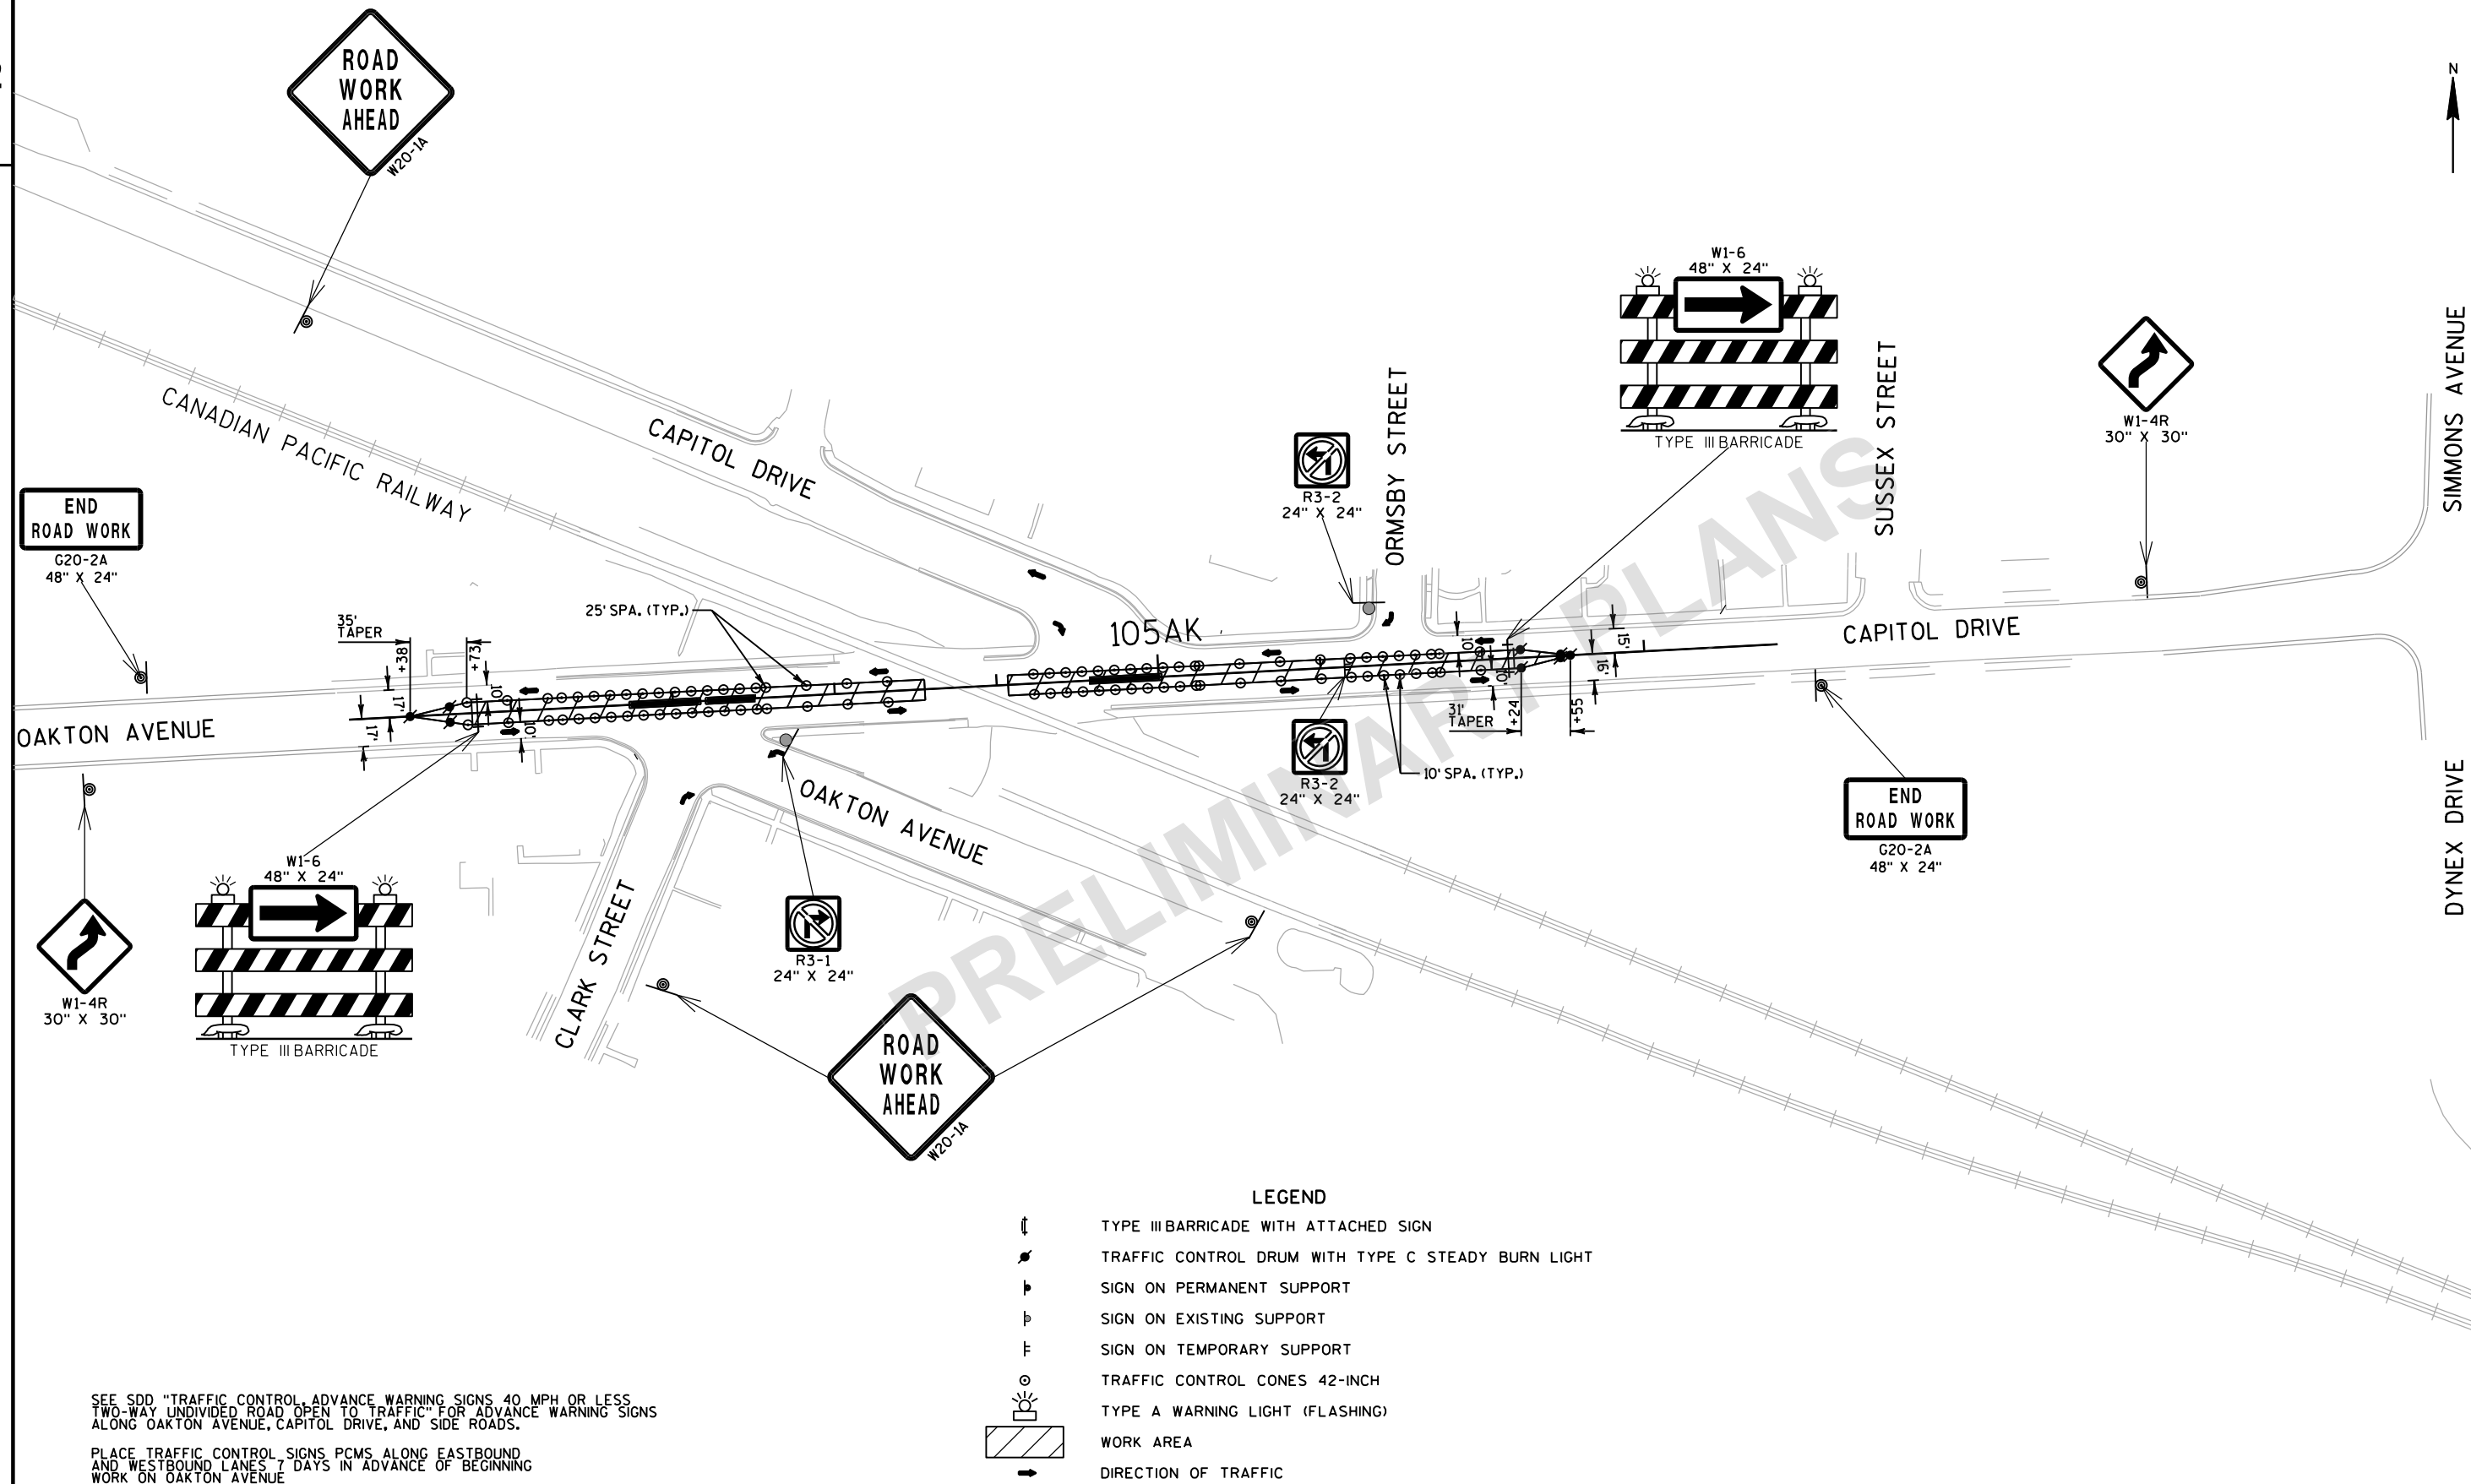 ROAD
WORK
AHEAD
W20-1A
N
W1-6
48" X 24"
TYPE III BARRICADE
SIMMONS AVENUE
SUSSEX STREET
ORMSBY STREET
W1-4R
30" X 30"
CANADIAN PACIFIC RAILWAY
CAPITOL DRIVE
R3-2
24" X 24"
END
ROAD WORK
G20-2A
48" X 24"
25' SPA. (TYP.)
35'
TAPER
+38
+73
17'
17'
10'
10'
105AK
10'
10'
15'
16'
CAPITOL DRIVE
OAKTON AVENUE
31'
TAPER
+24
+55
10' SPA. (TYP.)
R3-2
24" X 24"
END
ROAD WORK
G20-2A
48" X 24"
DYNEX DRIVE
OAKTON AVENUE
PRELIMINARY PLANS
W1-6
48" X 24"
TYPE III BARRICADE
W1-4R
30" X 30"
CLARK STREET
R3-1
24" X 24"
ROAD
WORK
AHEAD
W20-1A
LEGEND
TYPE III BARRICADE WITH ATTACHED SIGN
TRAFFIC CONTROL DRUM WITH TYPE C STEADY BURN LIGHT
SIGN ON PERMANENT SUPPORT
SIGN ON EXISTING SUPPORT
SIGN ON TEMPORARY SUPPORT
TRAFFIC CONTROL CONES 42-INCH
TYPE A WARNING LIGHT (FLASHING)
WORK AREA
DIRECTION OF TRAFFIC
SEE SDD "TRAFFIC CONTROL, ADVANCE WARNING SIGNS 40 MPH OR LESS
TWO-WAY UNDIVIDED ROAD OPEN TO TRAFFIC" FOR ADVANCE WARNING SIGNS
ALONG OAKTON AVENUE, CAPITOL DRIVE, AND SIDE ROADS.
PLACE TRAFFIC CONTROL SIGNS PCMS ALONG EASTBOUND
AND WESTBOUND LANES 7 DAYS IN ADVANCE OF BEGINNING
WORK ON OAKTON AVENUE